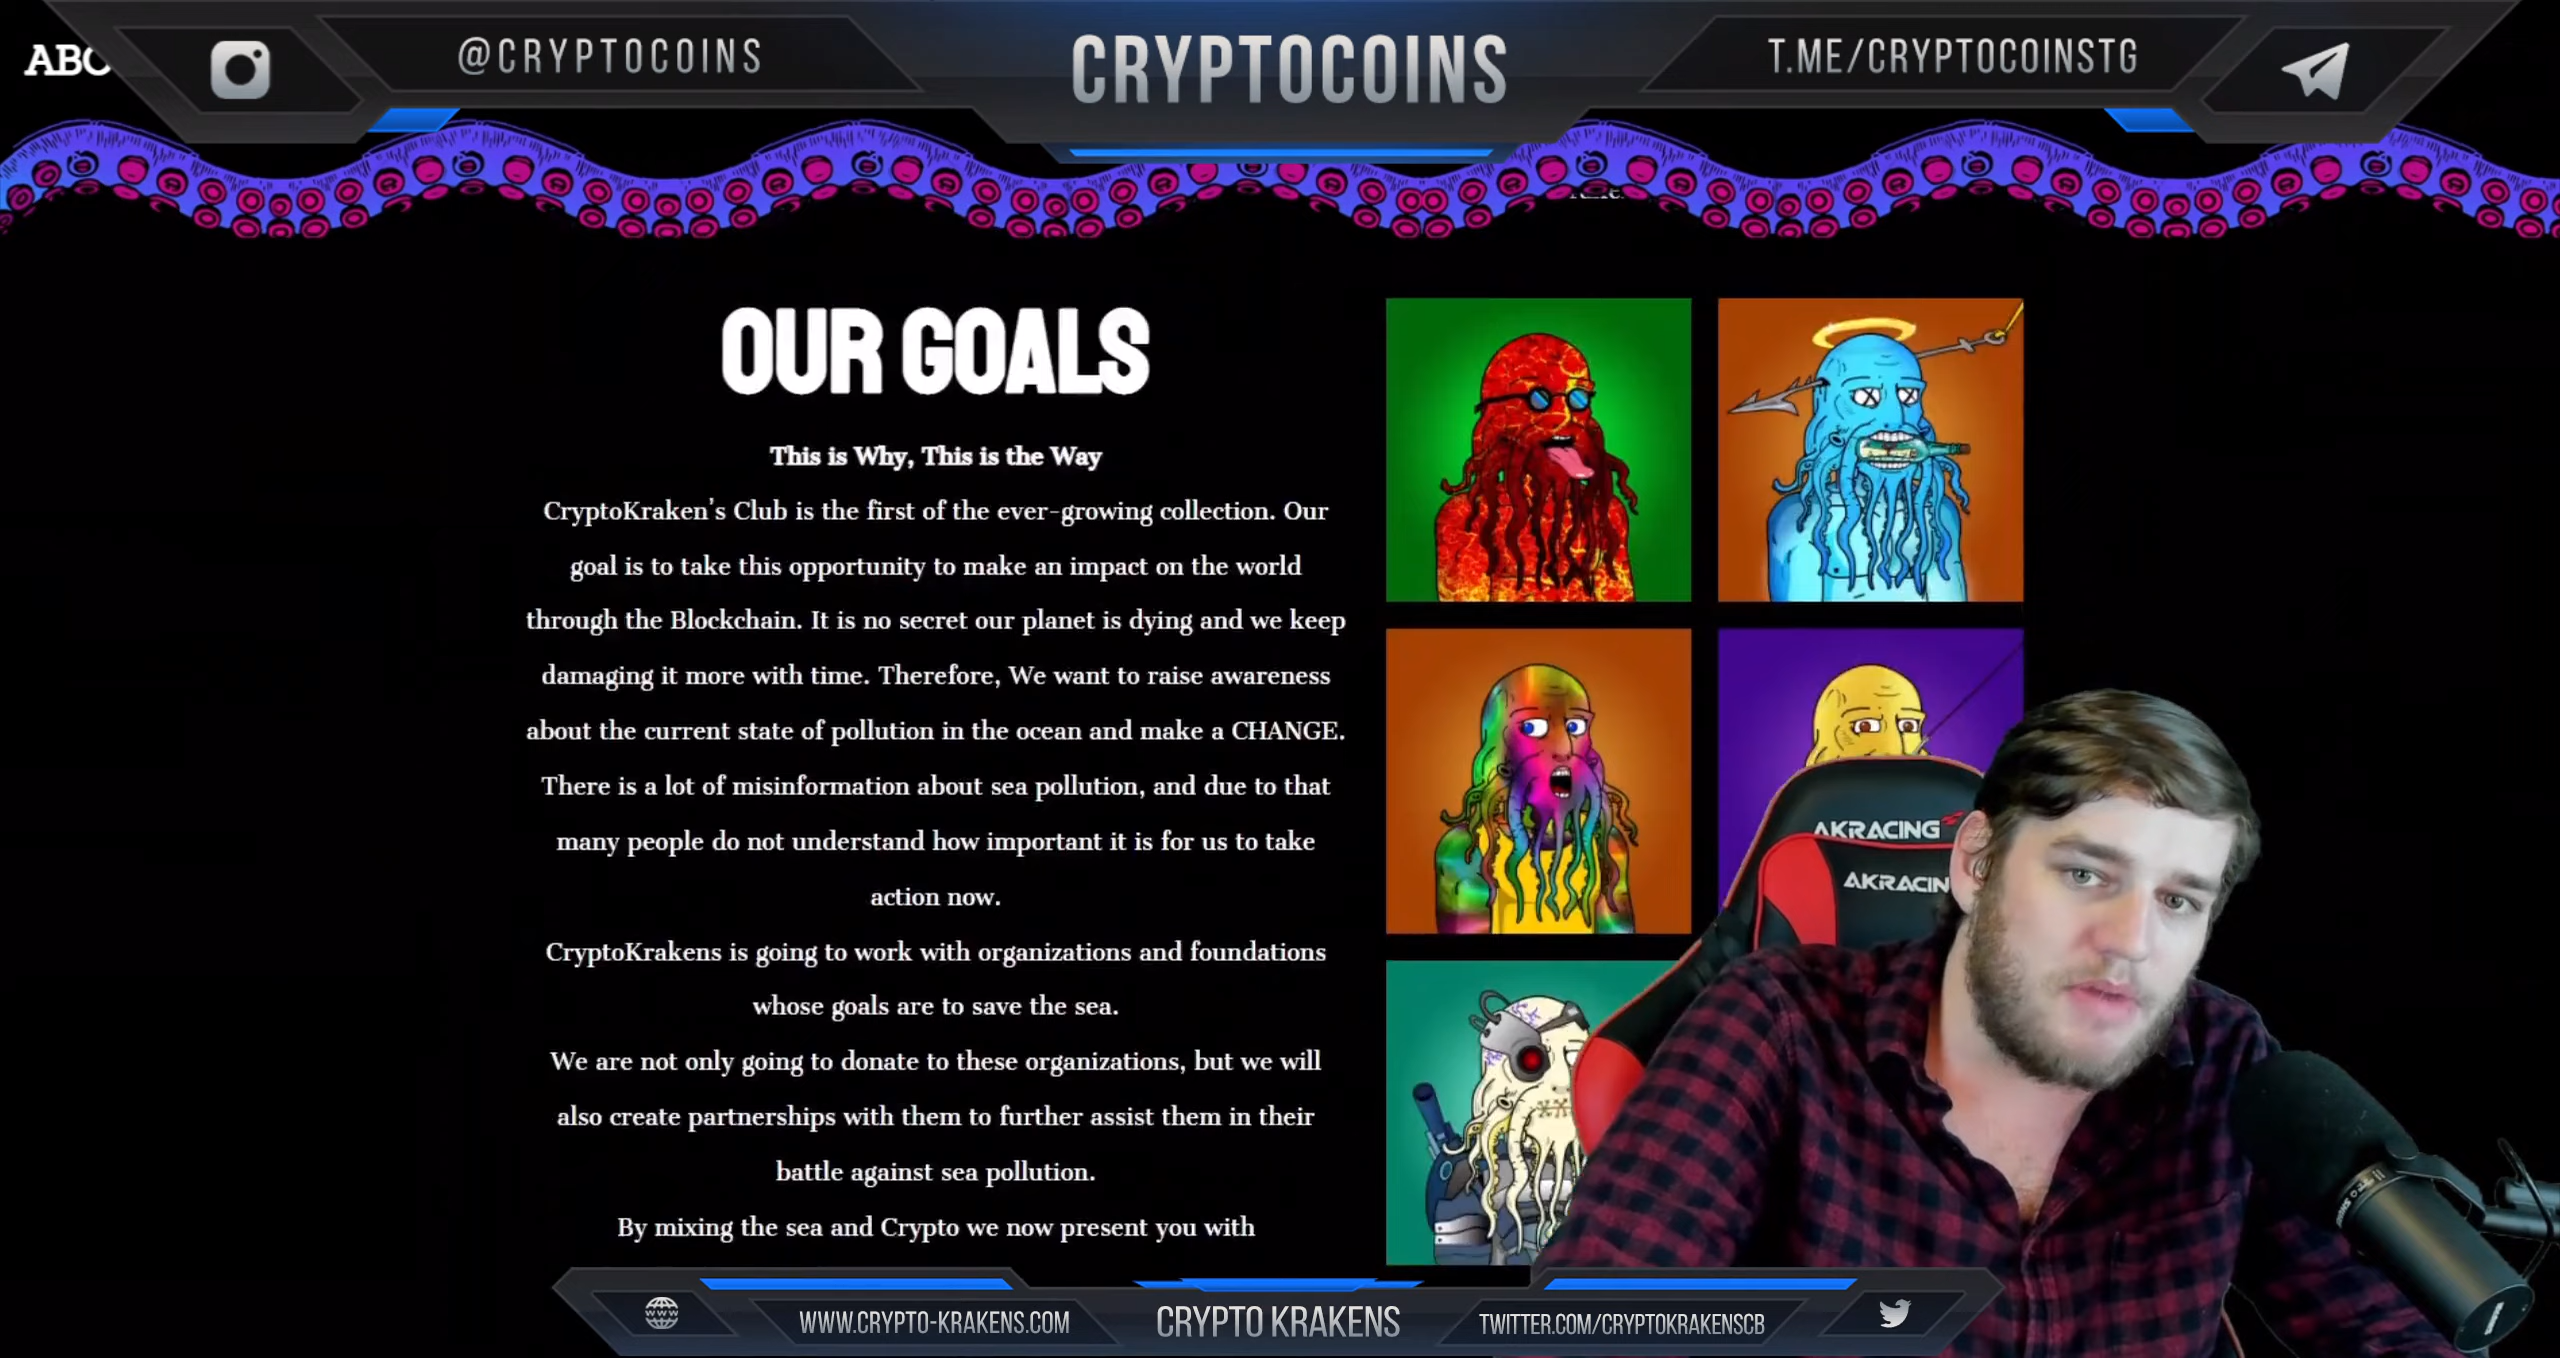 ABO
@CRYPTOCOINS
CRYPTOCOINS
T.ME/CRYPTOCOINSTG
OUR GOALS
This is Why, This is the Way
CryptoKraken's Club is the first of the ever-growing collection. Our
goal is to take this opportunity to make an impact on the world
through the Blockchain. It is no secret our planet is dying and we keep
damaging it more with time. Therefore, We want to raise awareness
about the current state of pollution in the ocean and make a CHANGE.
There is a lot of misinformation about sea pollution, and due to that
many people do not understand how important it is for us to take
action now.
CryptoKrakens is going to work with organizations and foundations
whose goals are to save the sea.
We are not only going to donate to these organizations, but we will
also create partnerships with them to further assist them in their
battle against sea pollution.
By mixing the sea and Crypto we now present you with
AKRACING
AKRACIN
WWW
WWW.CRYPTO-KRAKENS.COM
CRYPTO KRAKENS
TWITTER.COM/CRYPTOKRAKENSCB